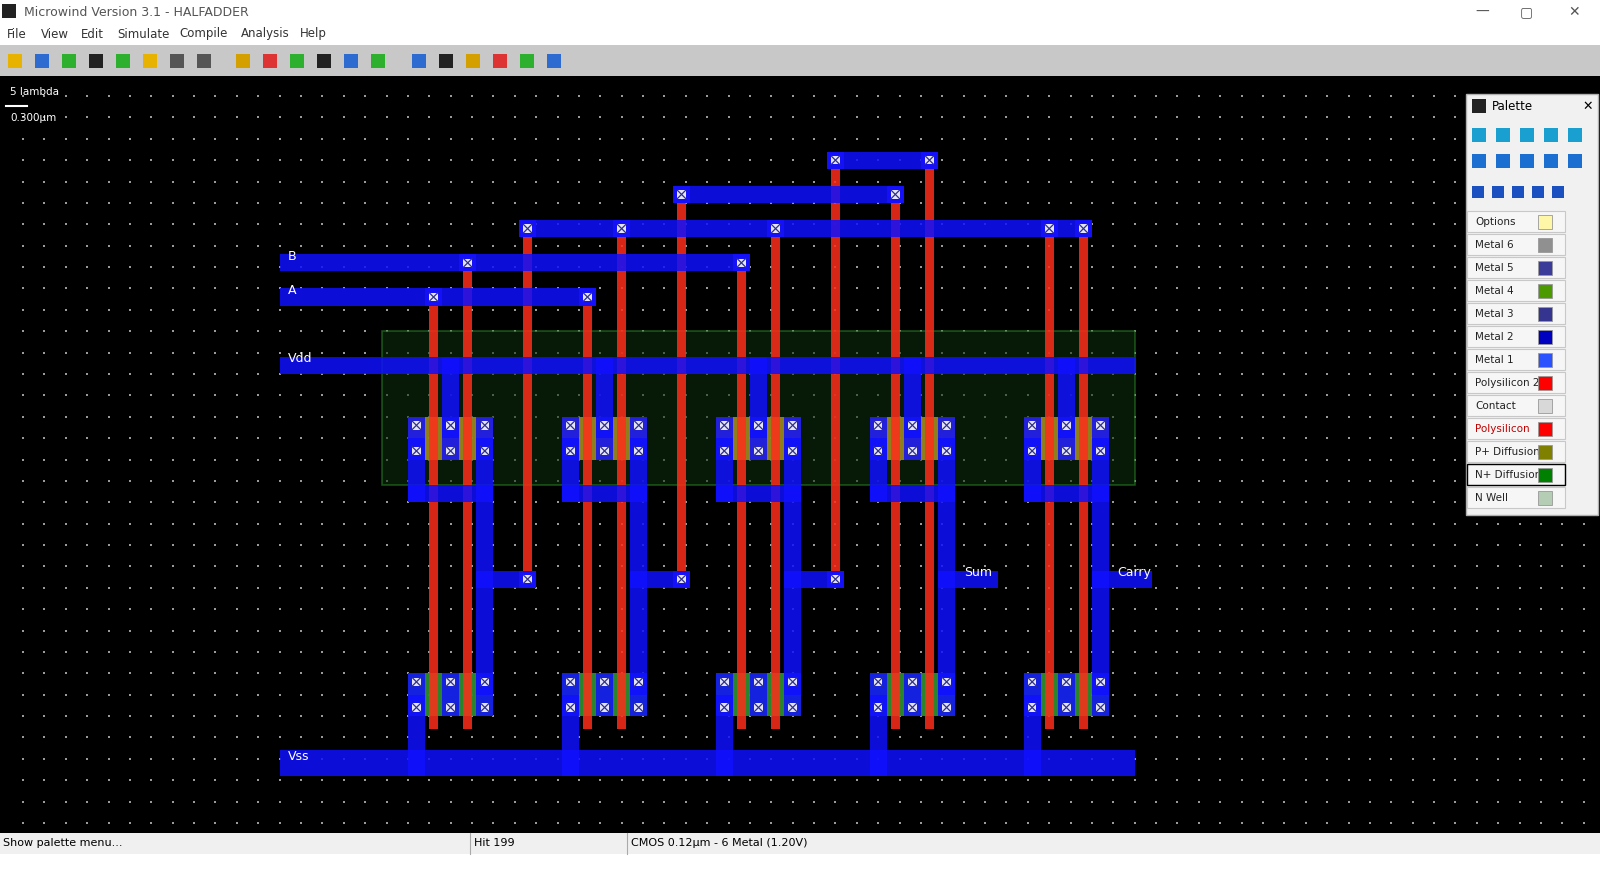 Microwind Version 3.1 - HALFADDER
File View Edit Simulate Compile Analysis Help
5 lambda
0.300µm
Palette
Options
Metal 6
Metal 5
Metal 4
Metal 3
Metal 2
Metal 1
Polysilicon 2
Contact
Polysilicon
P+ Diffusion
N+ Diffusion
N Well
B
A
Vdd
Sum
Carry
Vss
Show palette menu...
Hit 199
CMOS 0.12µm - 6 Metal (1.20V)